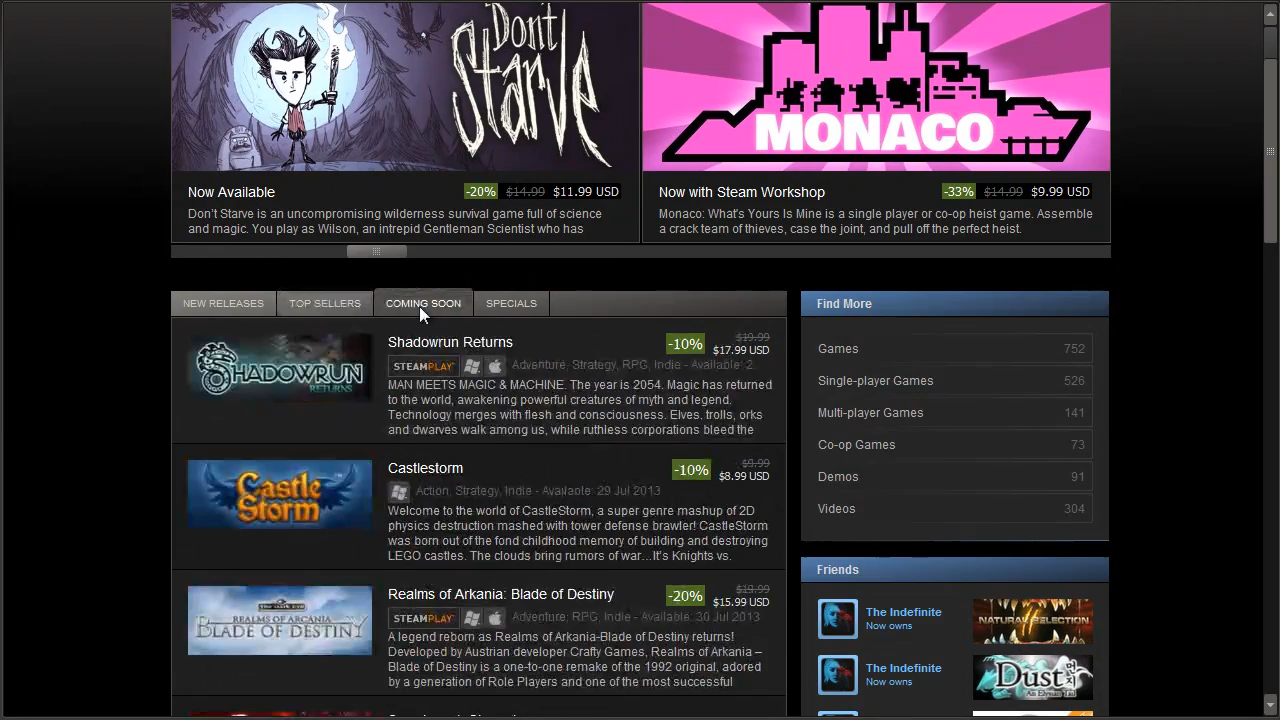 Don't
Starve
MONACO
Now Available
-20% $14.99 $11.99 USD
Don't Starve is an uncompromising wilderness survival game full of science
and magic. You play as Wilson, an intrepid Gentleman Scientist who has
Now with Steam Workshop
-33% $14.99 $9.99 USD
Monaco: What's Yours Is Mine is a single player or co-op heist game. Assemble
a crack team of thieves, case the joint, and pull off the perfect heist.
NEW RELEASES
TOP SELLERS
COMING SOON
SPECIALS
SHADOWRUN
RETURNS
Shadowrun Returns
-10% $19.99
$17.99 USD
STEAMPLAY Adventure, Strategy, RPG, Indie - Available: 2
MAN MEETS MAGIC & MACHINE. The year is 2054. Magic has returned
to the world, awakening powerful creatures of myth and legend.
Technology merges with flesh and consciousness. Elves, trolls, orks
and dwarves walk among us, while ruthless corporations bleed the
Castle
Storm
Castlestorm
-10% $9.99
$8.99 USD
Action, Strategy, Indie - Available: 29 Jul 2013
Welcome to the world of CastleStorm, a super genre mashup of 2D
physics destruction mashed with tower defense brawler! CastleStorm
was born out of the fond childhood memory of building and destroying
LEGO castles. The clouds bring rumors of war...It's Knights vs.
THE DARK EYE
REALMS OF ARKANIA
BLADE OF DESTINY
Realms of Arkania: Blade of Destiny
-20% $19.99
$15.99 USD
STEAMPLAY Adventure, RPG, Indie - Available: 30 Jul 2013
A legend reborn as Realms of Arkania-Blade of Destiny returns!
Developed by Austrian developer Crafty Games, Realms of Arkania –
Blade of Destiny is a one-to-one remake of the 1992 original, adored
by a generation of Role Players and one of the most successful
Find More
Games 752
Single-player Games 526
Multi-player Games 141
Co-op Games 73
Demos 91
Videos 304
Friends
The Indefinite
Now owns
NATURAL SELECTION
The Indefinite
Now owns
Dust
An Elysian Tail